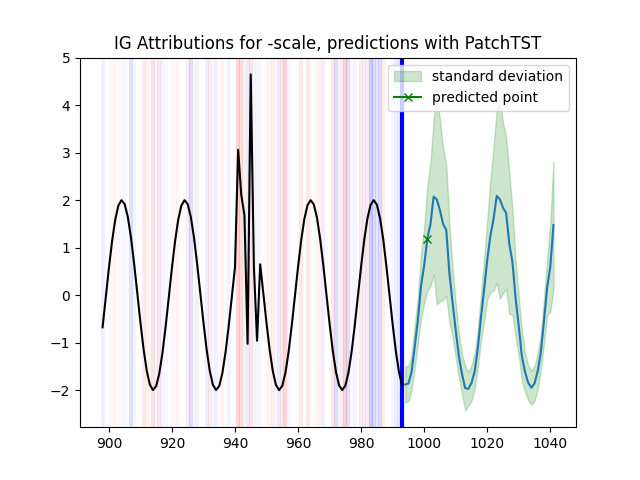 IG Attributions for -scale, predictions with PatchTST
5
4
3
2
1
0
−1
−2
standard deviation
predicted point
900 920 940 960 980 1000 1020 1040